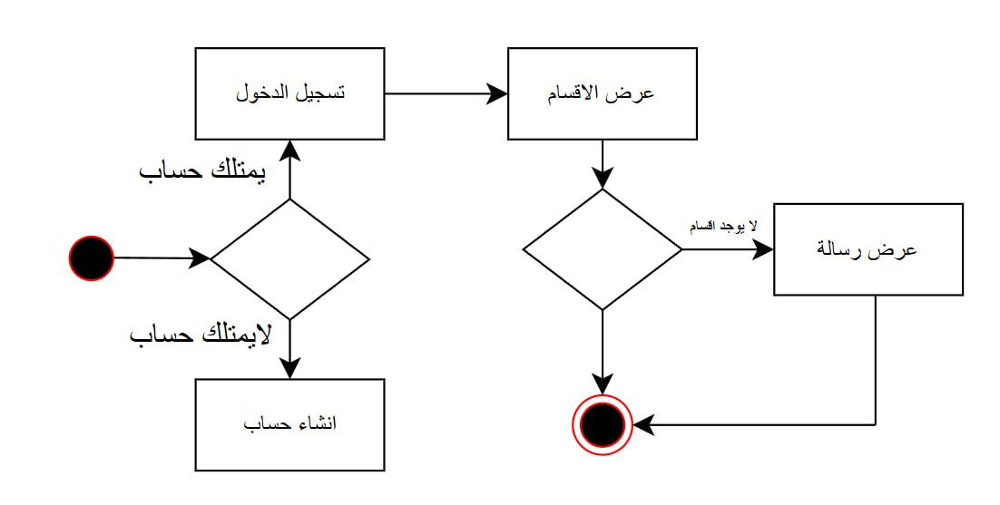 تسجيل الدخول
عرض الاقسام
يمتلك حساب
لا يوجد اقسام
عرض رسالة
لايمتلك حساب
انشاء حساب